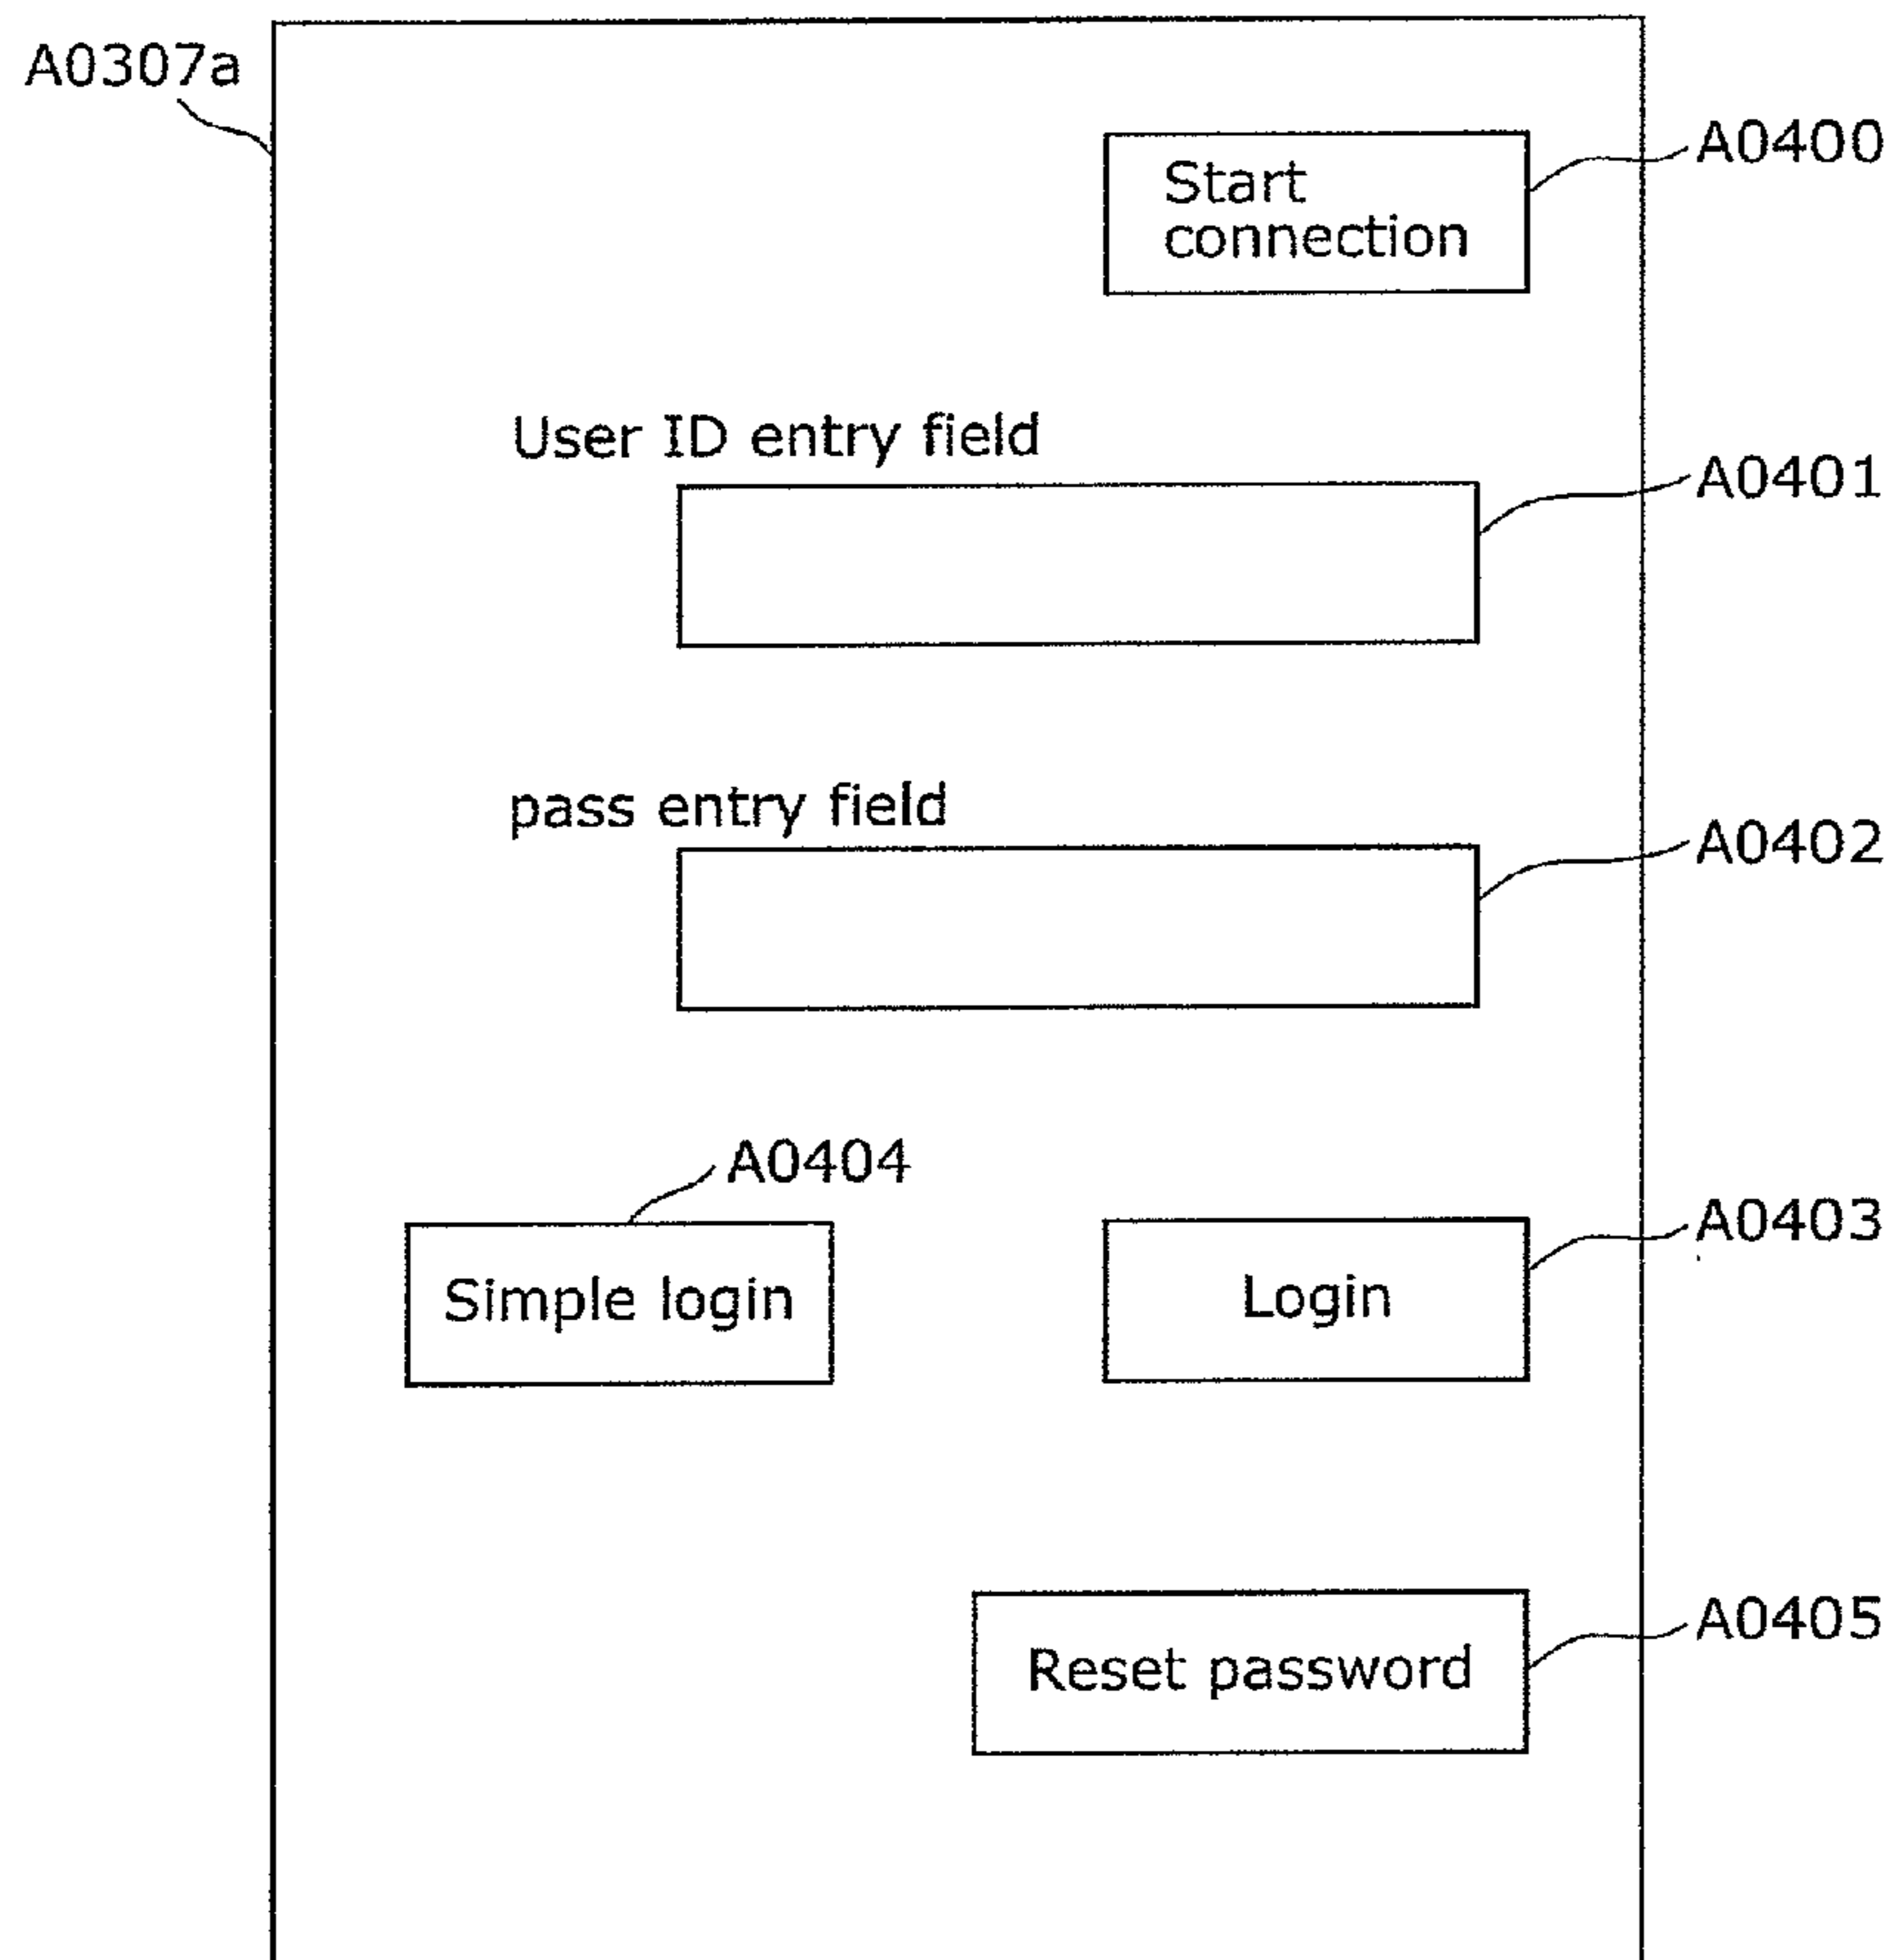 A0307a
A0400
Start
connection
User ID entry field
A0401
pass entry field
A0402
A0404
A0403
Simple login
Login
A0405
Reset password